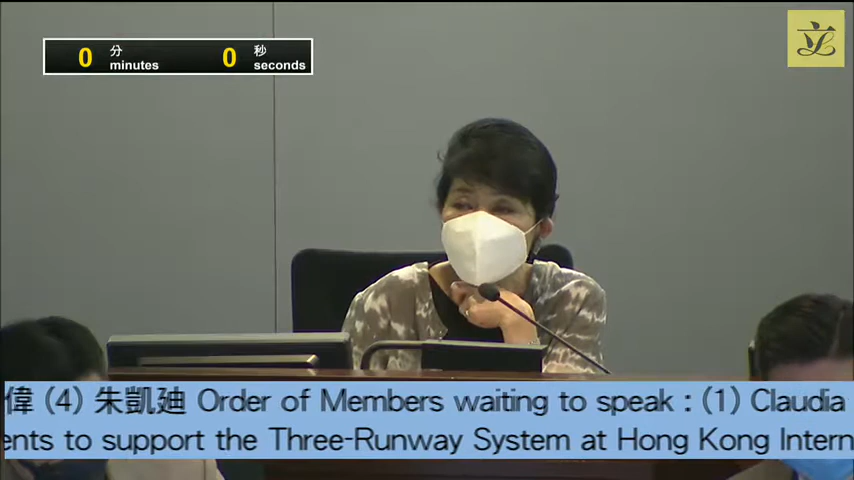 0 分 minutes 0 秒 seconds
偉 (4) 朱凱廸 Order of Members waiting to speak : (1) Claudia
ents to support the Three-Runway System at Hong Kong Intern